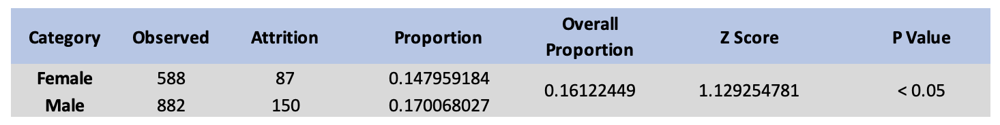 Category Observed Attrition Proportion Overall Proportion Z Score P Value
Female 588 87 0.147959184 0.16122449 1.129254781 < 0.05
Male 882 150 0.170068027